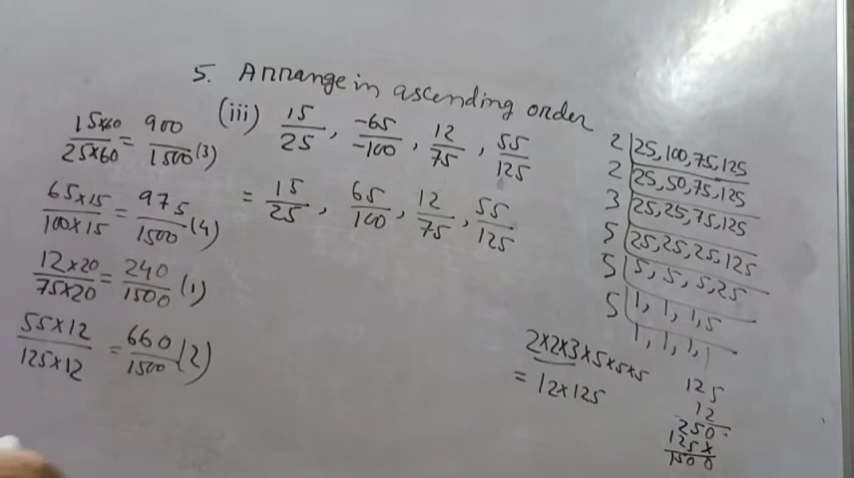 5. Arrange in ascending order
(iii) 15/25, -65/-100, 12/75, 55/125
= 15/25, 65/100, 12/75, 55/125
15×60/25×60 = 900/1500 (3)
65×15/100×15 = 975/1500 (4)
12×20/75×20 = 240/1500 (1)
55×12/125×12 = 660/1500 (2)
2 | 25, 100, 75, 125
2 | 25, 50, 75, 125
3 | 25, 25, 75, 125
5 | 25, 25, 25, 125
5 | 5, 5, 5, 25
5 | 1, 1, 1, 5
1, 1, 1, 1
2×2×3×5×5×5
= 12×125
125
12
250
125×
1500